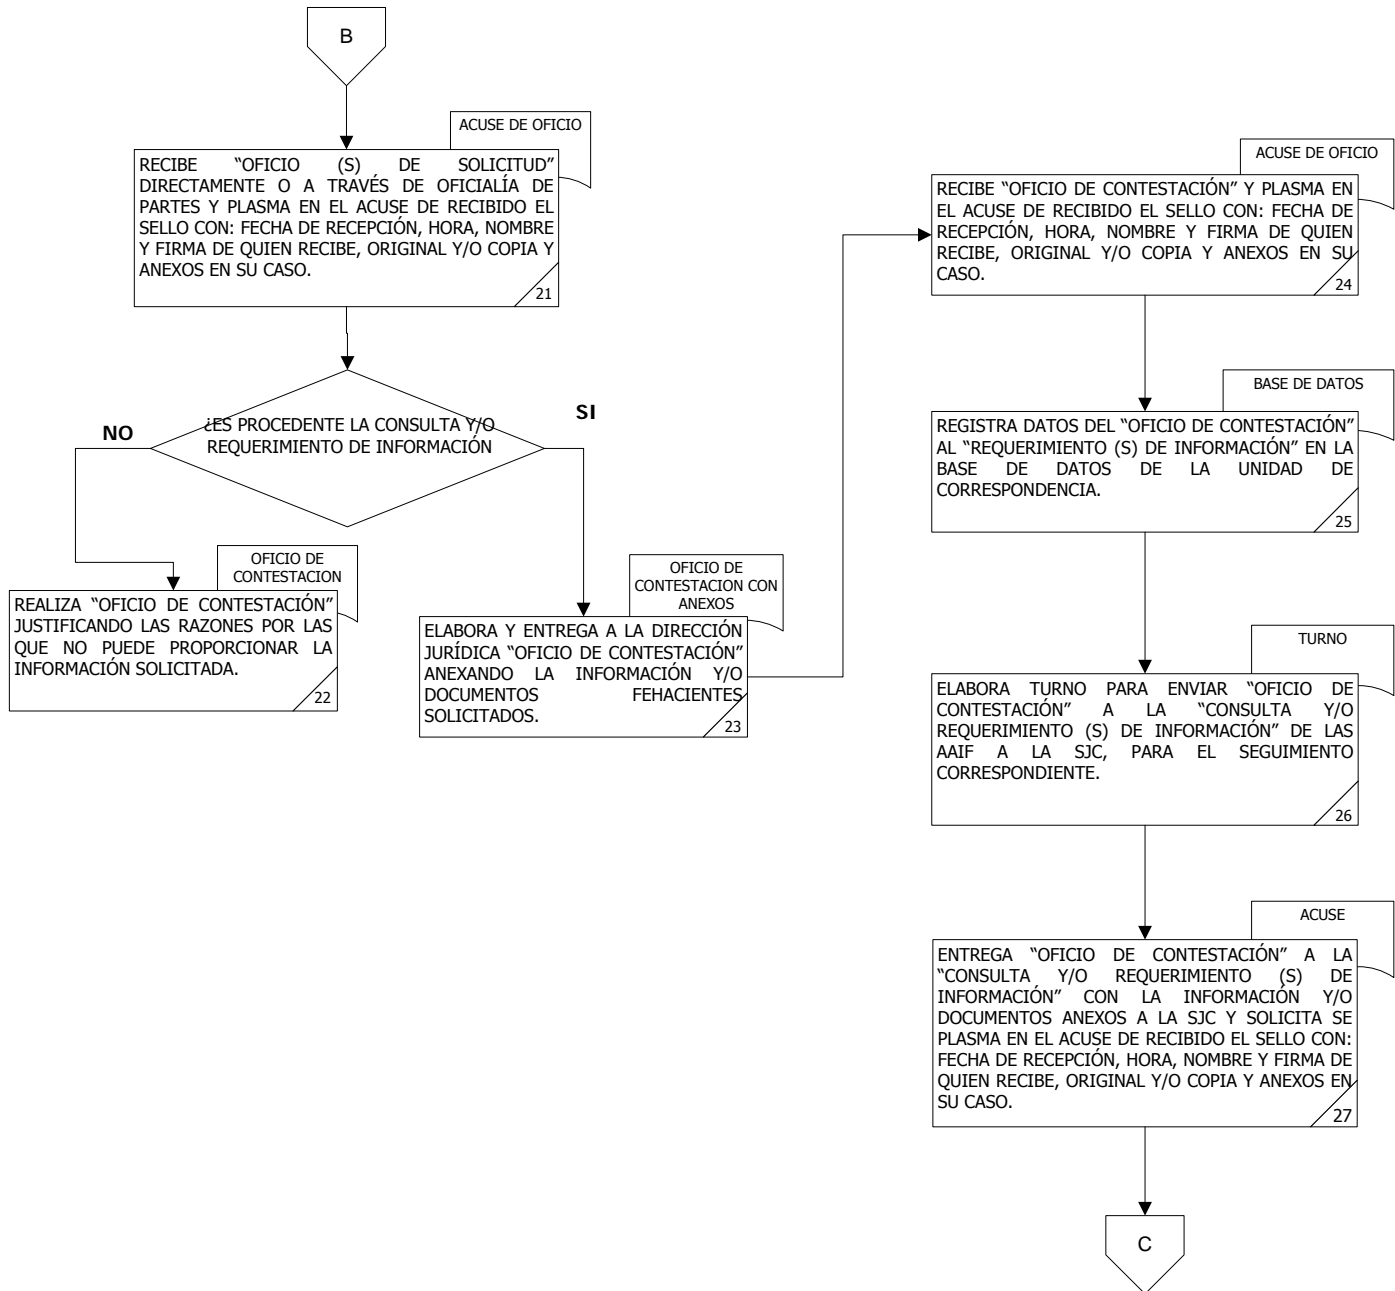 B
ACUSE DE OFICIO
RECIBE “OFICIO (S) DE SOLICITUD”
DIRECTAMENTE O A TRAVÉS DE OFICIALÍA DE
PARTES Y PLASMA EN EL ACUSE DE RECIBIDO EL
SELLO CON: FECHA DE RECEPCIÓN, HORA, NOMBRE
Y FIRMA DE QUIEN RECIBE, ORIGINAL Y/O COPIA Y
ANEXOS EN SU CASO.
21
¿ES PROCEDENTE LA CONSULTA Y/O
REQUERIMIENTO DE INFORMACIÓN
NO
SI
OFICIO DE
CONTESTACION
REALIZA “OFICIO DE CONTESTACIÓN”
JUSTIFICANDO LAS RAZONES POR LAS
QUE NO PUEDE PROPORCIONAR LA
INFORMACIÓN SOLICITADA.
22
OFICIO DE
CONTESTACION CON
ANEXOS
ELABORA Y ENTREGA A LA DIRECCIÓN
JURÍDICA “OFICIO DE CONTESTACIÓN”
ANEXANDO LA INFORMACIÓN Y/O
DOCUMENTOS FEHACIENTES
SOLICITADOS.
23
ACUSE DE OFICIO
RECIBE “OFICIO DE CONTESTACIÓN” Y PLASMA EN
EL ACUSE DE RECIBIDO EL SELLO CON: FECHA DE
RECEPCIÓN, HORA, NOMBRE Y FIRMA DE QUIEN
RECIBE, ORIGINAL Y/O COPIA Y ANEXOS EN SU
CASO.
24
BASE DE DATOS
REGISTRA DATOS DEL “OFICIO DE CONTESTACIÓN”
AL “REQUERIMIENTO (S) DE INFORMACIÓN” EN LA
BASE DE DATOS DE LA UNIDAD DE
CORRESPONDENCIA.
25
TURNO
ELABORA TURNO PARA ENVIAR “OFICIO DE
CONTESTACIÓN” A LA “CONSULTA Y/O
REQUERIMIENTO (S) DE INFORMACIÓN” DE LAS
AAIF A LA SJC, PARA EL SEGUIMIENTO
CORRESPONDIENTE.
26
ACUSE
ENTREGA “OFICIO DE CONTESTACIÓN” A LA
“CONSULTA Y/O REQUERIMIENTO (S) DE
INFORMACIÓN” CON LA INFORMACIÓN Y/O
DOCUMENTOS ANEXOS A LA SJC Y SOLICITA SE
PLASMA EN EL ACUSE DE RECIBIDO EL SELLO CON:
FECHA DE RECEPCIÓN, HORA, NOMBRE Y FIRMA DE
QUIEN RECIBE, ORIGINAL Y/O COPIA Y ANEXOS EN
SU CASO.
27
C